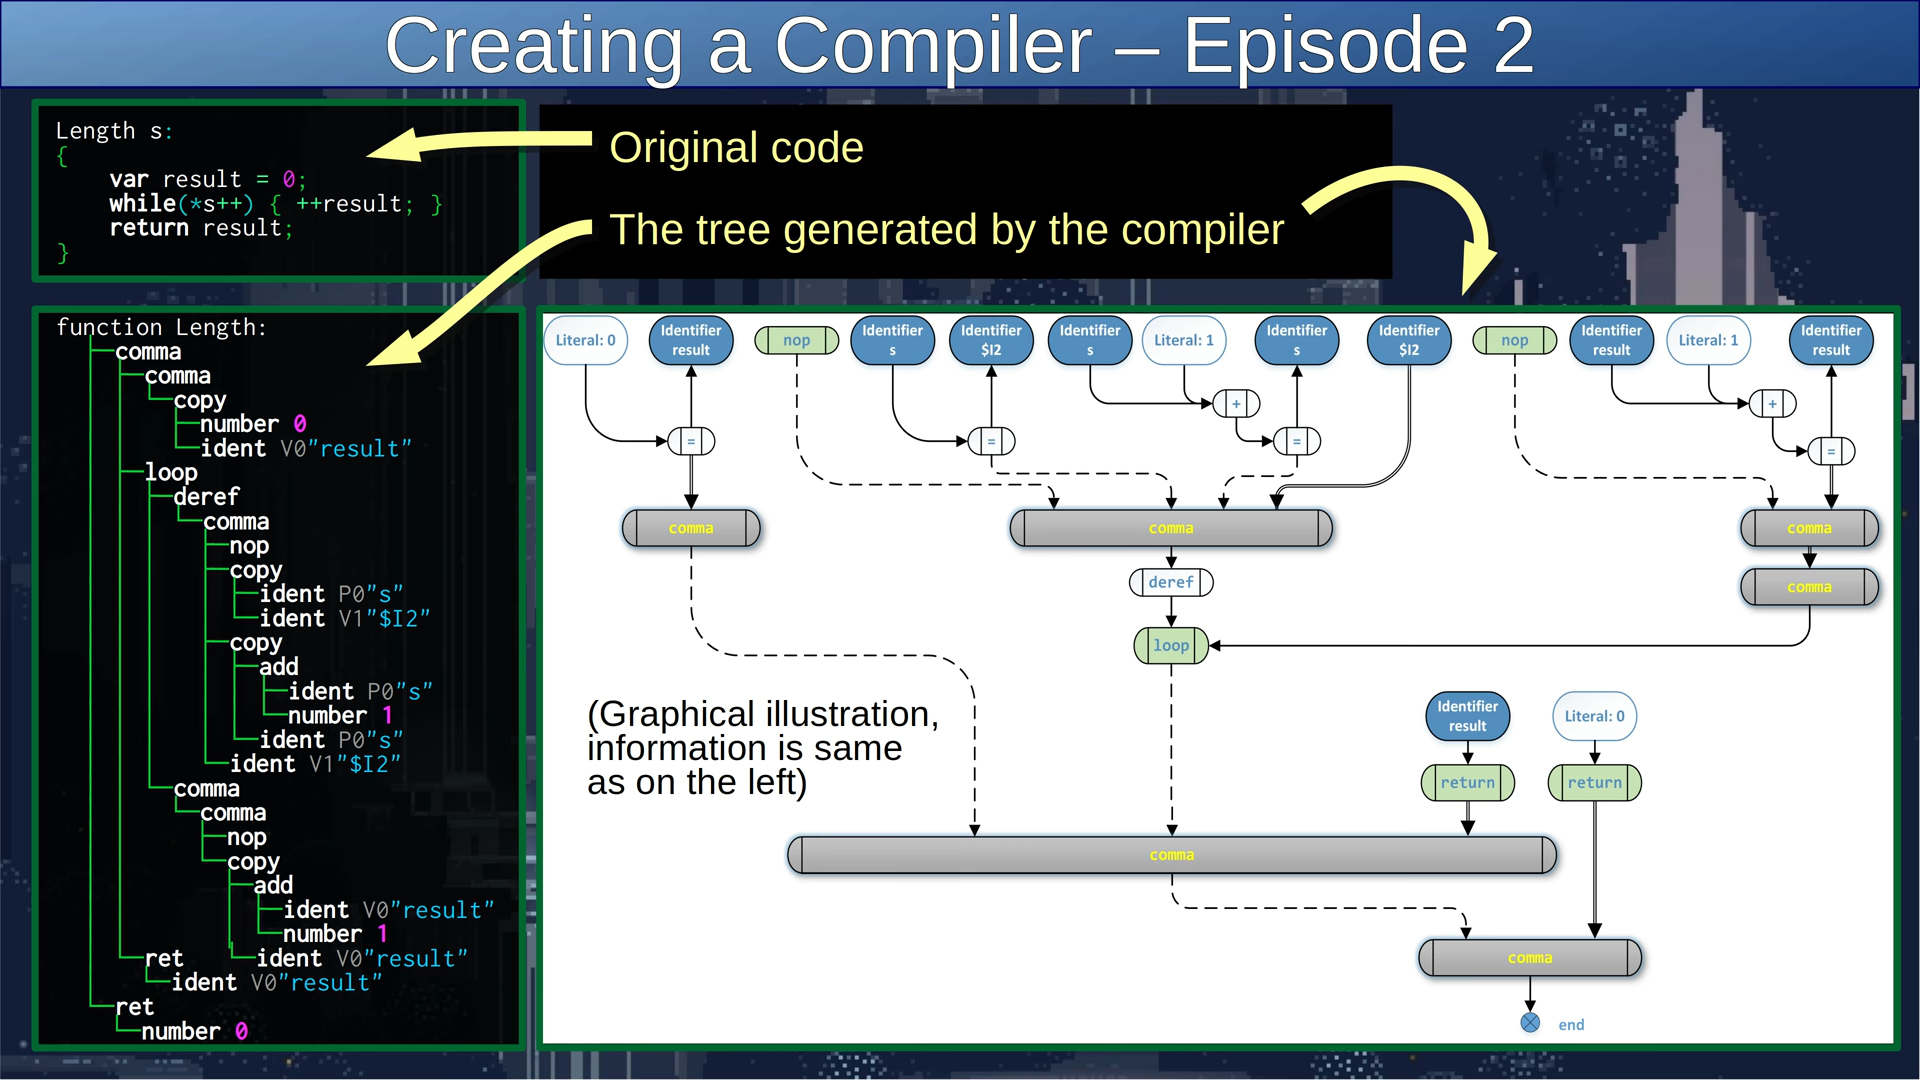 Creating a Compiler – Episode 2
Length s:
{
    var result = 0;
    while(*s++) { ++result; }
    return result;
}
Original code
The tree generated by the compiler
function Length:
comma
comma
copy
number 0
ident V0"result"
loop
deref
comma
nop
copy
ident P0"s"
ident V1"$I2"
copy
add
ident P0"s"
number 1
ident P0"s"
ident V1"$I2"
comma
comma
nop
copy
add
ident V0"result"
number 1
ret ident V0"result"
ident V0"result"
ret
number 0
Literal: 0
Identifier
result
nop
Identifier
s
Identifier
$I2
Identifier
s
Literal: 1
Identifier
s
Identifier
$I2
nop
Identifier
result
Literal: 1
Identifier
result
+ +
= = = =
comma comma comma
deref comma
loop
(Graphical illustration,
information is same
as on the left)
Identifier
result
Literal: 0
return return
comma
comma
end